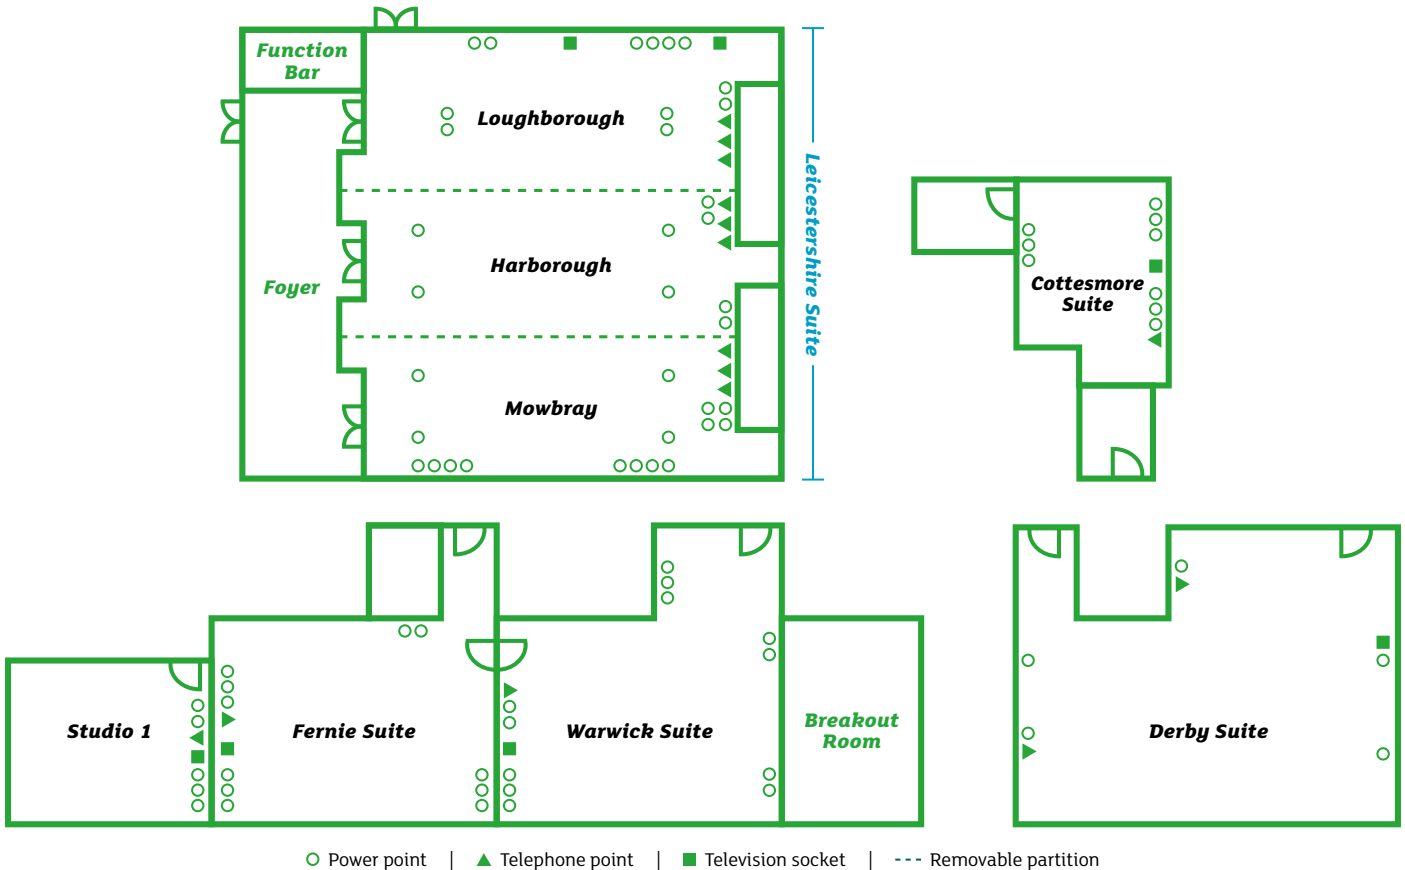 Function
Bar
Loughborough
Leicestershire Suite
Harborough
Foyer
Mowbray
Cottesmore
Suite
Studio 1
Fernie Suite
Warwick Suite
Breakout
Room
Derby Suite
Power point | Telephone point | Television socket | Removable partition